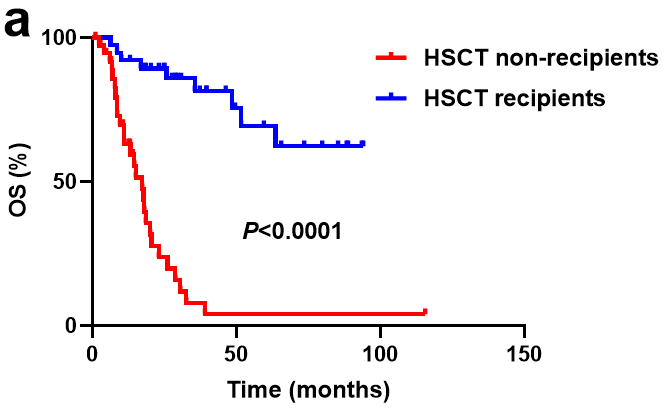 a
100
HSCT non-recipients
HSCT recipients
OS (%)
50
P<0.0001
0
0 50 100 150
Time (months)